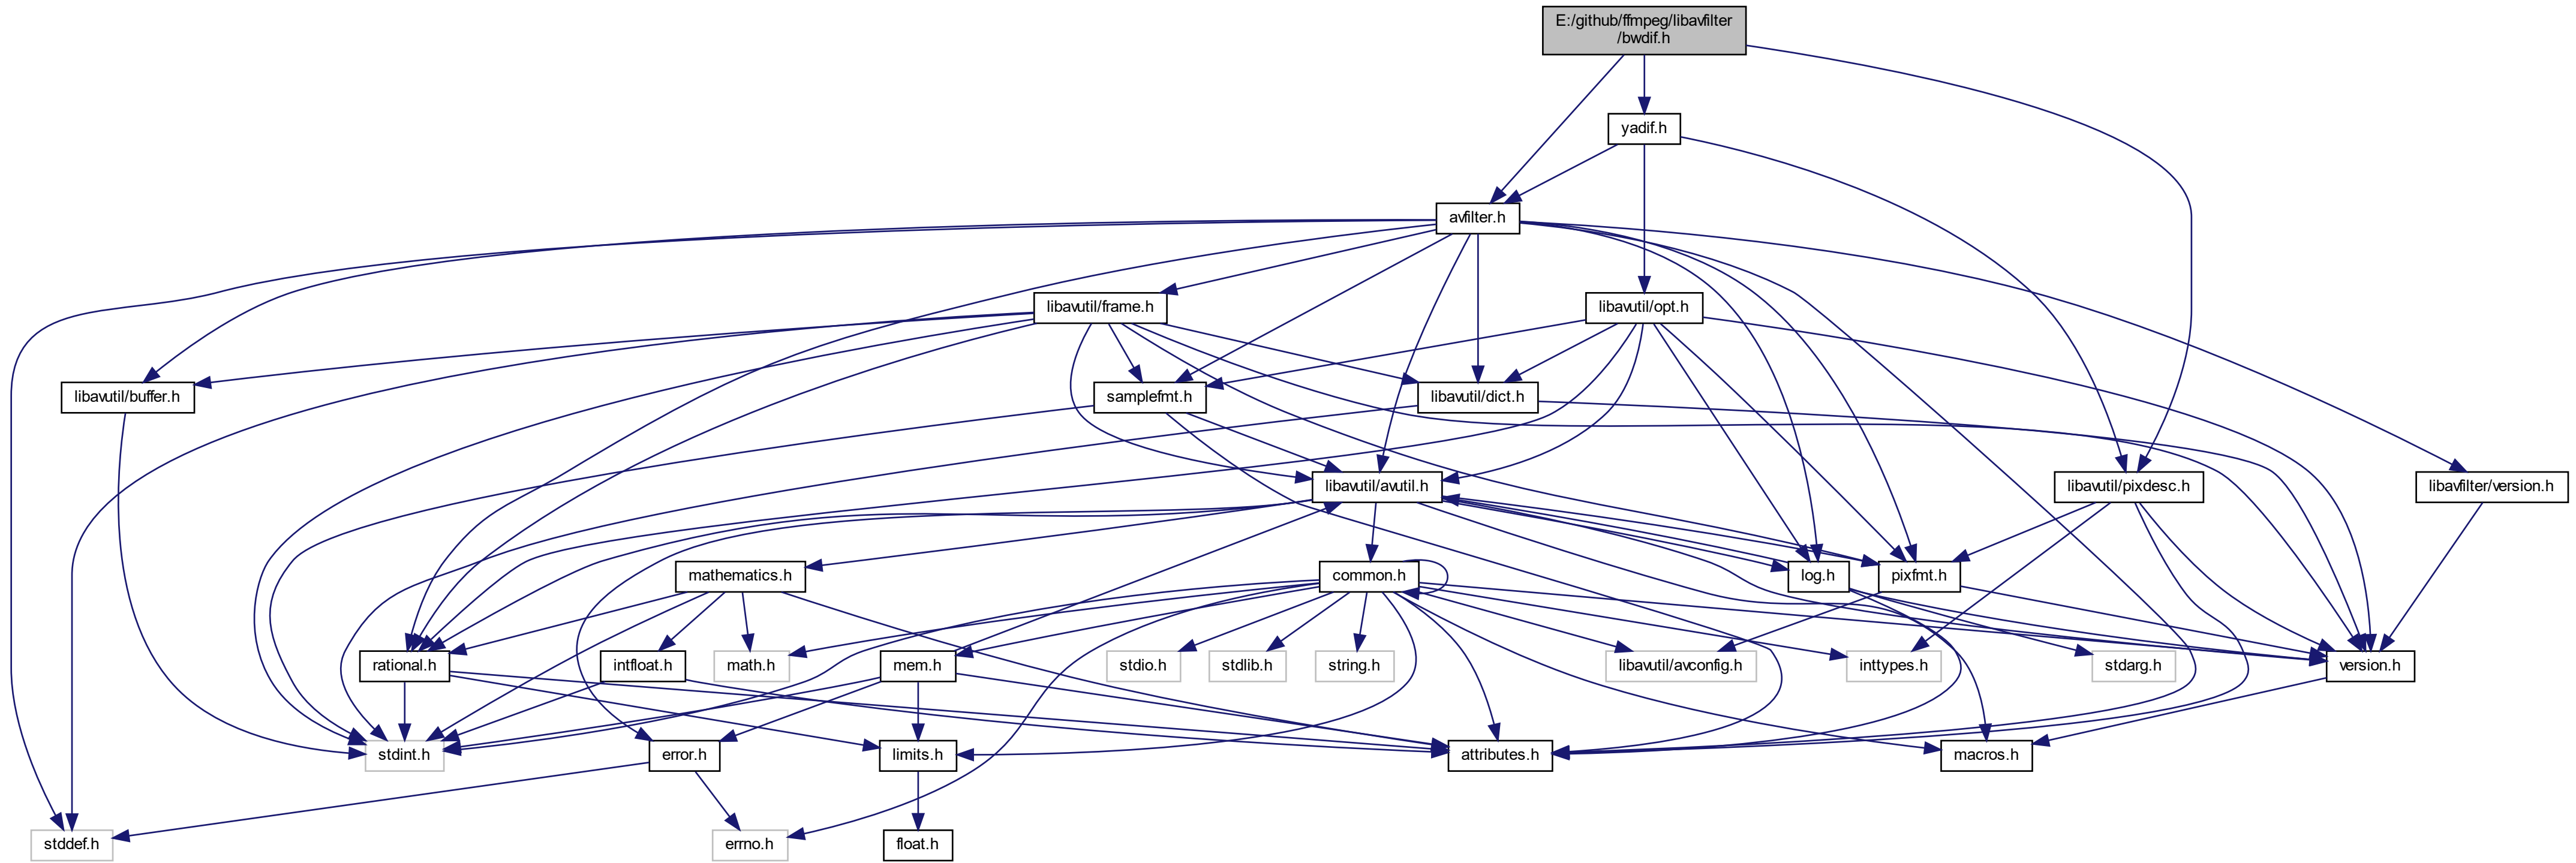 E:/github/ffmpeg/libavfilter
/bwdif.h
yadif.h
avfilter.h
libavutil/frame.h
libavutil/opt.h
libavutil/buffer.h
samplefmt.h
libavutil/dict.h
libavutil/avutil.h
libavutil/pixdesc.h
libavfilter/version.h
mathematics.h
common.h
log.h
pixfmt.h
rational.h
intfloat.h
math.h
mem.h
stdio.h
stdlib.h
string.h
libavutil/avconfig.h
inttypes.h
stdarg.h
version.h
stdint.h
error.h
limits.h
attributes.h
macros.h
stddef.h
errno.h
float.h